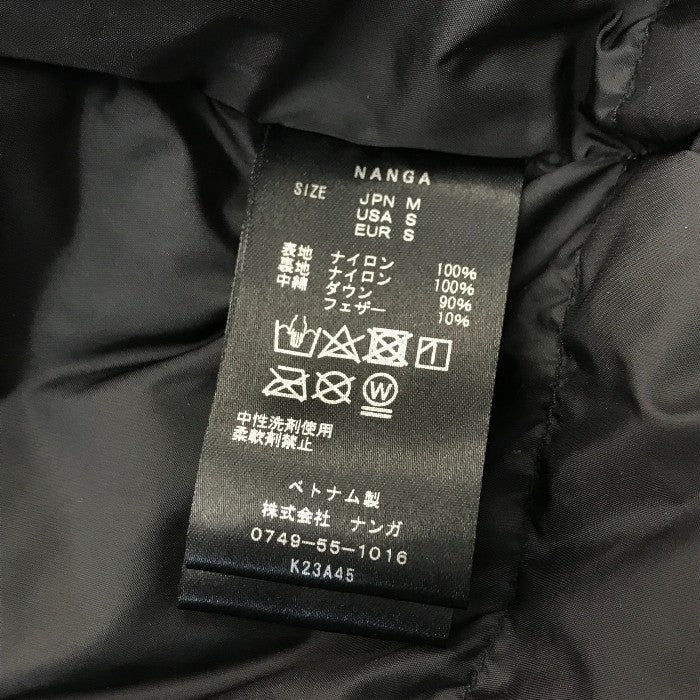 NANGA
SIZE JPN M
USA S
EUR S
表地 ナイロン 100%
裏地 ナイロン 100%
中綿 ダウン 90%
フェザー 10%
1
W
中性洗剤使用
柔軟剤禁止
ベトナム製
株式会社 ナンガ
0749-55-1016
K23A45